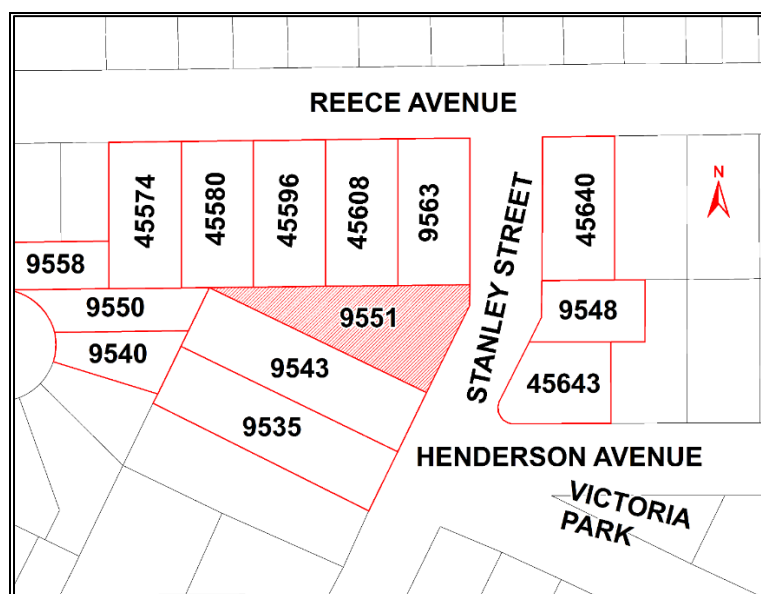 REECE AVENUE
45574
45580
45596
45608
9563
STANLEY STREET
45640
N
9558
9550
9551
9548
9540
9543
45643
9535
HENDERSON AVENUE
VICTORIA
PARK